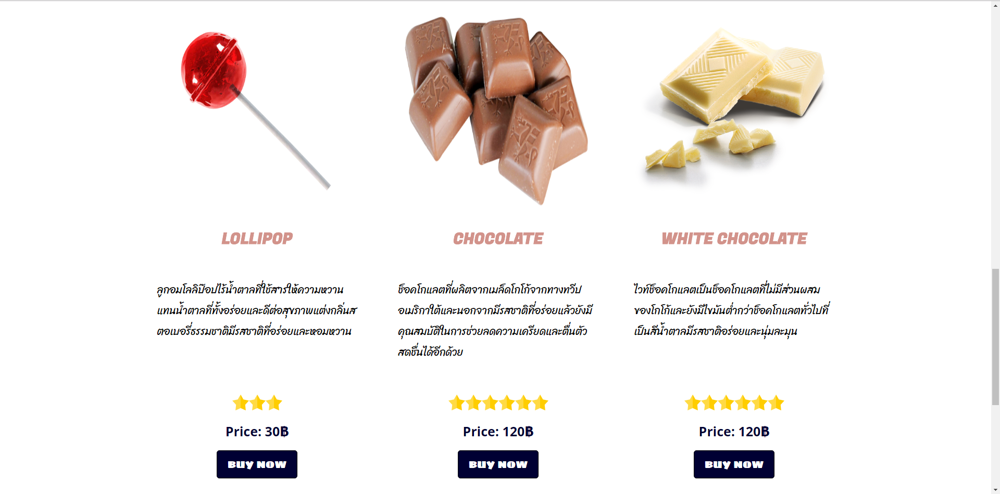 LOLLIPOP
ลูกอมโลลิป๊อปไร้น้ำตาลที่ใช้สารให้ความหวาน
แทนน้ำตาลที่ทั้งอร่อยและดีต่อสุขภาพแต่งกลิ่นส
ตอเบอรี่ธรรมชาติมีรสชาติที่อร่อยและหอมหวาน
Price: 30฿
BUY NOW
CHOCOLATE
ช็อคโกแลตที่ผลิตจากเมล็ดโกโก้จากทางทวีป
อเมริกาใต้และนอกจากมีรสชาติที่อร่อยแล้วยังมี
คุณสมบัติในการช่วยลดความเครียดและตื่นตัว
สดชื่นได้อีกด้วย
Price: 120฿
BUY NOW
WHITE CHOCOLATE
ไวท์ช็อคโกแลตเป็นช็อคโกแลตที่ไม่มีส่วนผสม
ของโกโก้และยังมีไขมันต่ำกว่าช็อคโกแลตทั่วไปที่
เป็นสีน้ำตาลมีรสชาติอร่อยและนุ่มละมุน
Price: 120฿
BUY NOW